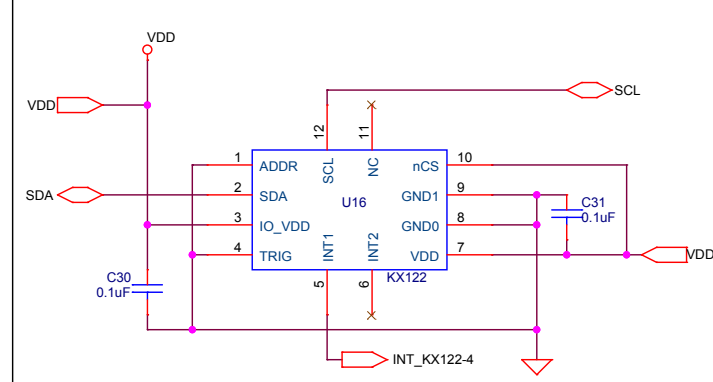 VDD
VDD
SCL
12
11
1
ADDR
SCL
NC
nCS
10
SDA
2
SDA
U16
GND1
9
C31
0.1uF
3
IO_VDD
GND0
8
4
TRIG
INT1
INT2
VDD
7
VDD
C30
0.1uF
5
6
KX122
INT_KX122-4